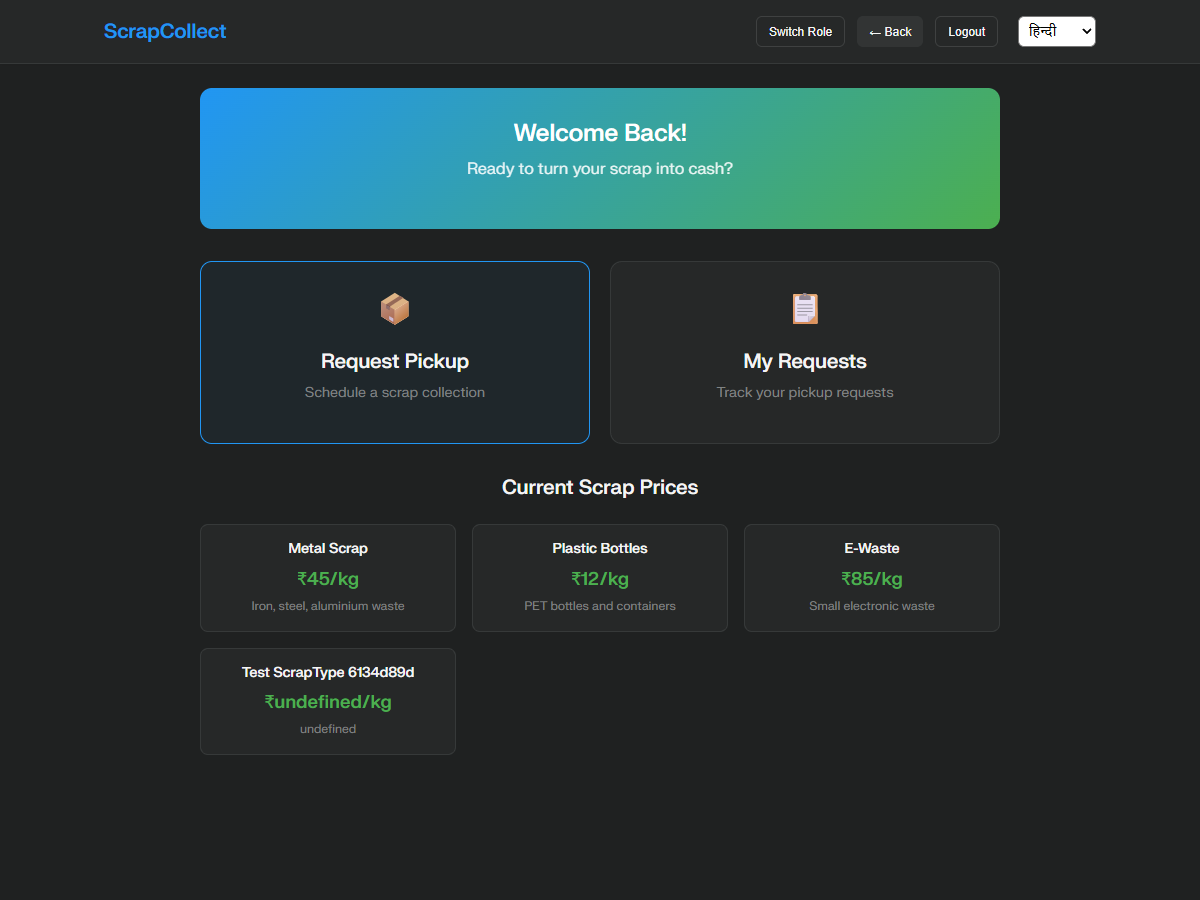 ScrapCollect
Switch Role
← Back
Logout
हिन्दी
Welcome Back!
Ready to turn your scrap into cash?
Request Pickup
Schedule a scrap collection
My Requests
Track your pickup requests
Current Scrap Prices
Metal Scrap
₹45/kg
Iron, steel, aluminium waste
Plastic Bottles
₹12/kg
PET bottles and containers
E-Waste
₹85/kg
Small electronic waste
Test ScrapType 6134d89d
₹undefined/kg
undefined